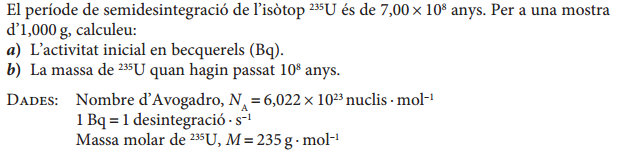 El període de semidesintegració de l’isòtop ²³⁵U és de 7,00 × 10⁸ anys. Per a una mostra
d’1,000 g, calculeu:
a) L’activitat inicial en becquerels (Bq).
b) La massa de ²³⁵U quan hagin passat 10⁸ anys.
DADES: Nombre d’Avogadro, N_A = 6,022 × 10²³ nuclis · mol⁻¹
1 Bq = 1 desintegració · s⁻¹
Massa molar de ²³⁵U, M = 235 g · mol⁻¹